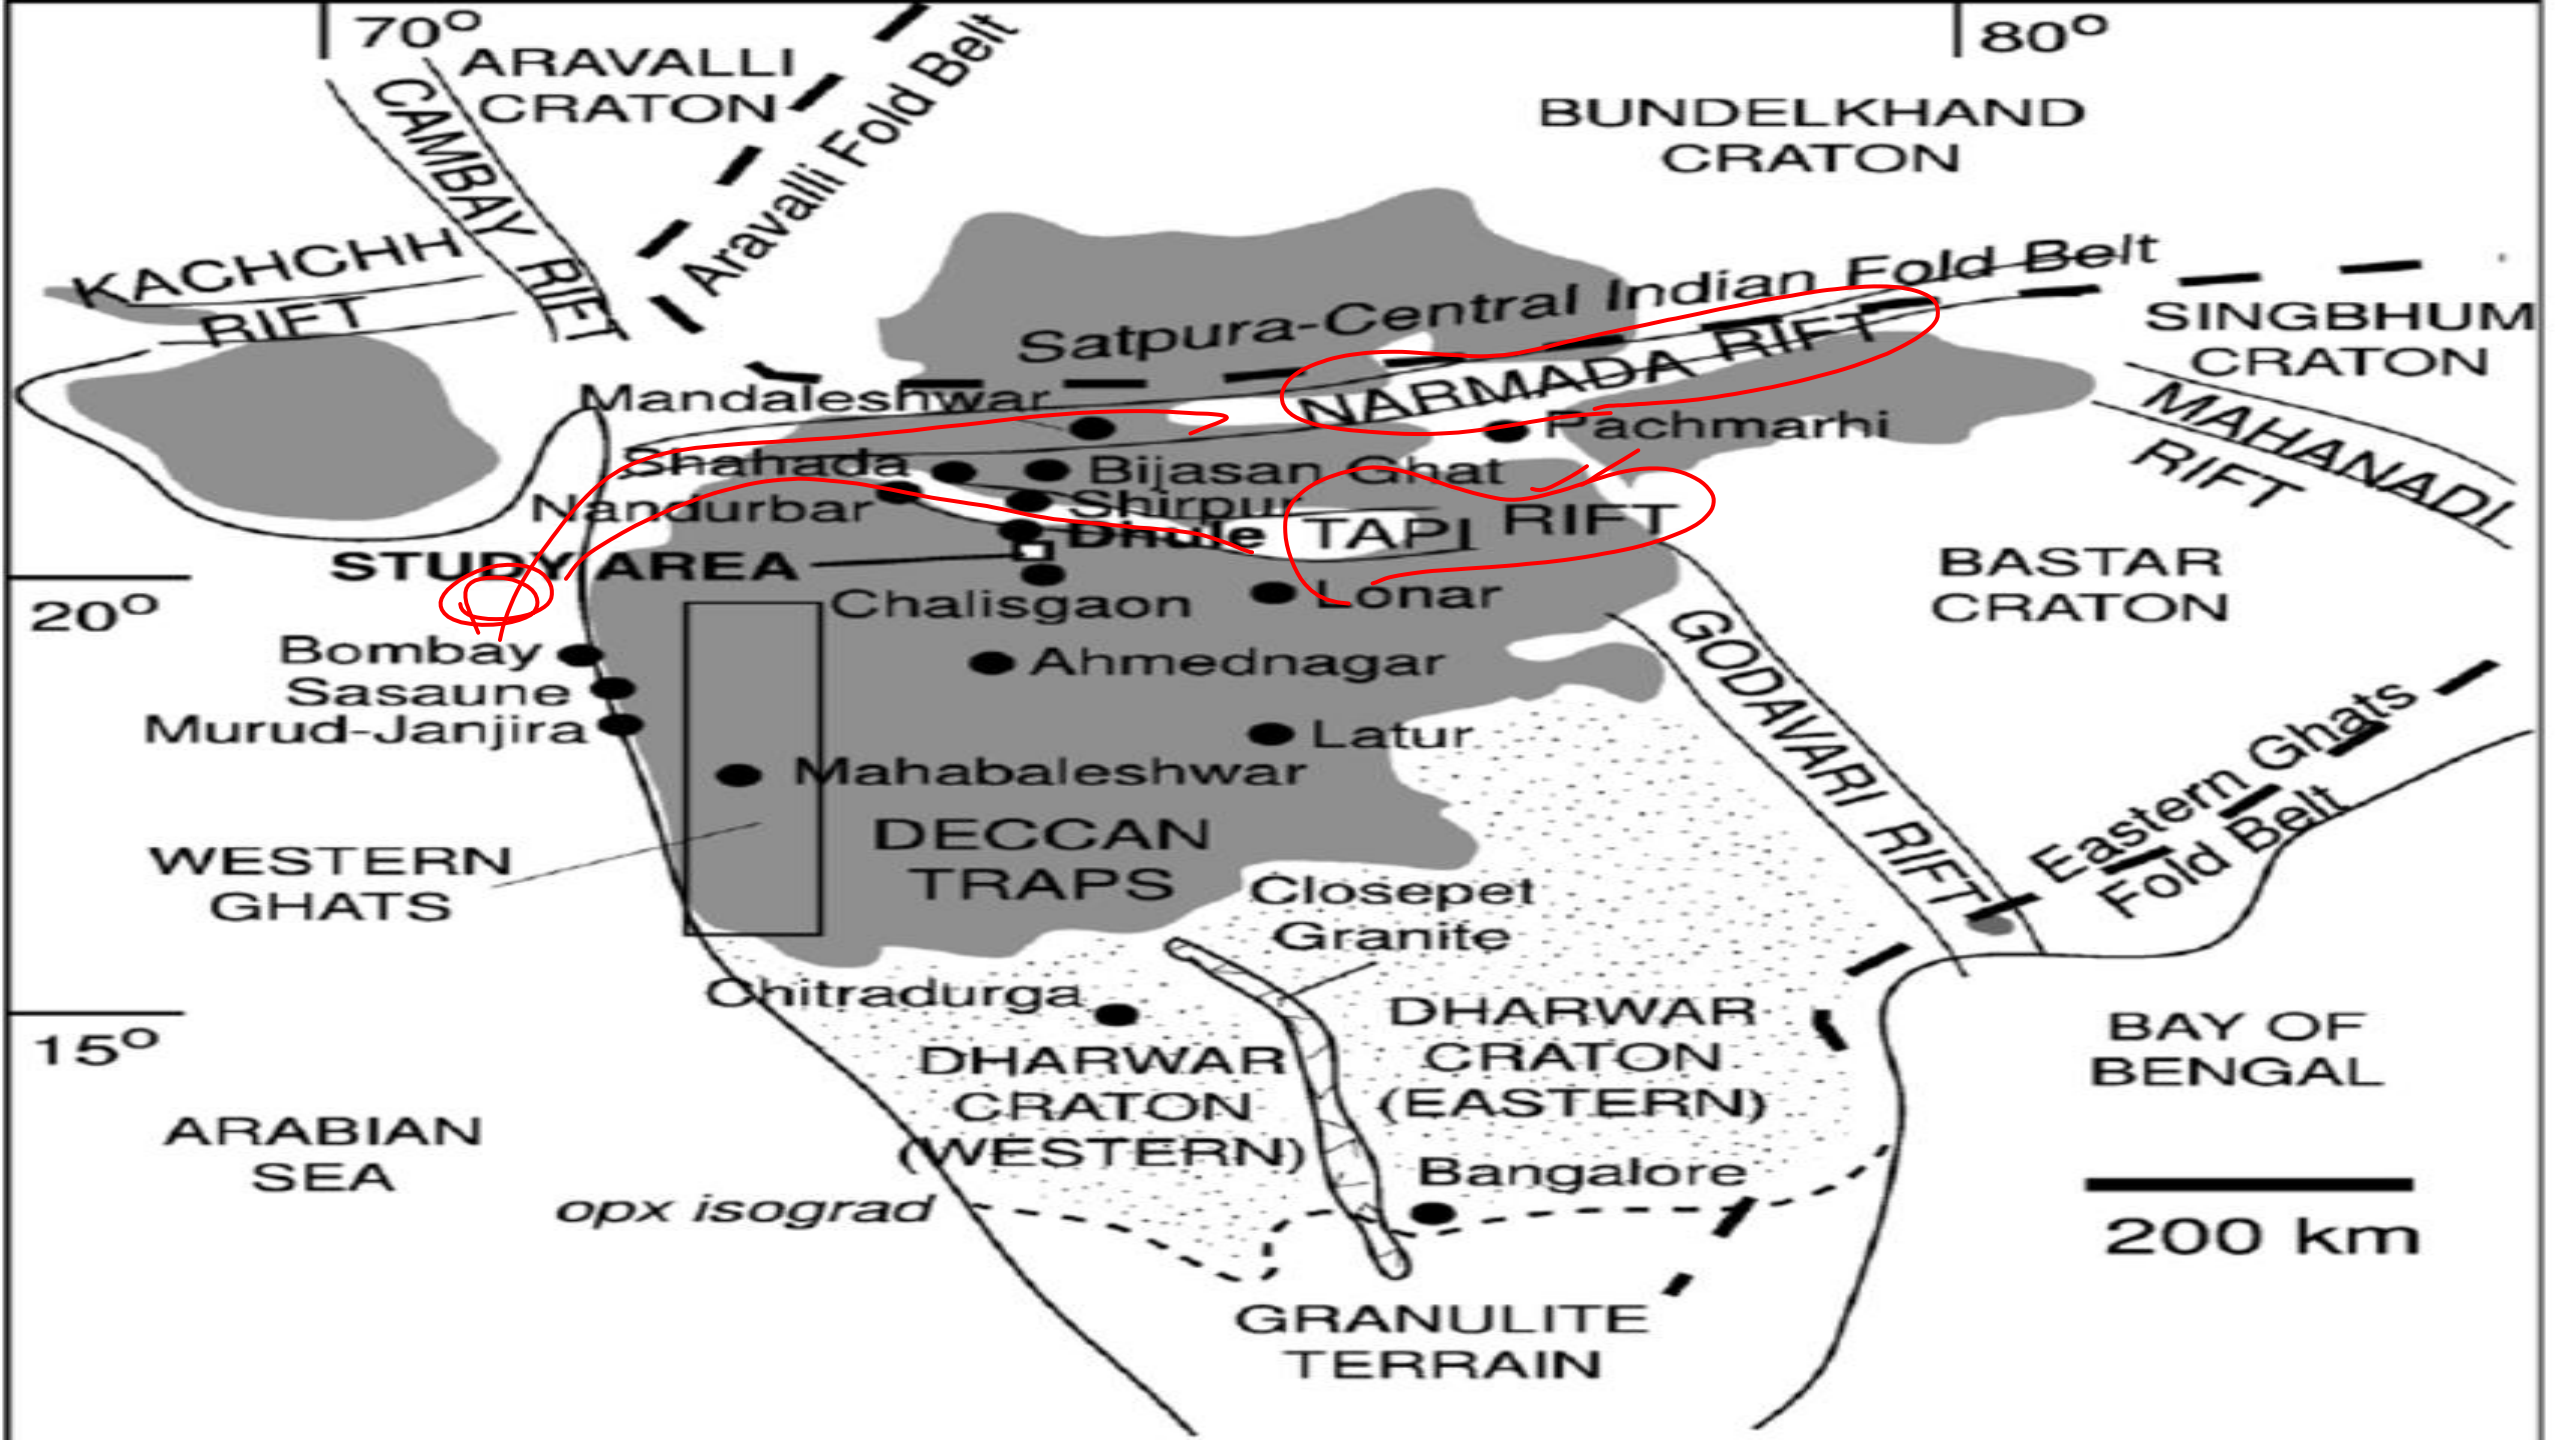 70°
80°
ARAVALLI
CRATON
Aravalli Fold Belt
CAMBAY RIFT
BUNDELKHAND
CRATON
KACHCHH
RIFT
Satpura-Central Indian Fold Belt
SINGBHUM
CRATON
NARMADA RIFT
Mandaleshwar
Pachmarhi
MAHANADI
RIFT
Shahada
Bijasan Ghat
Nandurbar
Shirpur
TAPI RIFT
Dhule
STUDY AREA
20°
Chalisgaon
Lonar
BASTAR
CRATON
GODAVARI RIFT
Bombay
Ahmednagar
Sasaune
Murud-Janjira
Latur
Mahabaleshwar
Eastern Ghats
Fold Belt
DECCAN
TRAPS
WESTERN
GHATS
Closepet
Granite
Chitradurga
15°
DHARWAR
CRATON
(EASTERN)
DHARWAR
CRATON
(WESTERN)
BAY OF
BENGAL
ARABIAN
SEA
Bangalore
opx isograd
200 km
GRANULITE
TERRAIN